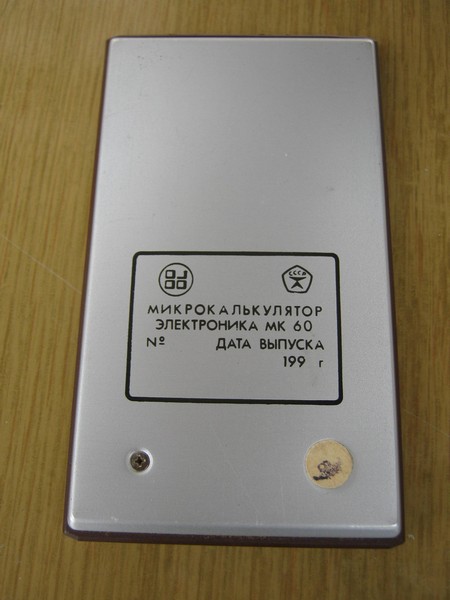 СССР
МИКРОКАЛЬКУЛЯТОР
ЭЛЕКТРОНИКА МК 60
№ ДАТА ВЫПУСКА
199 г